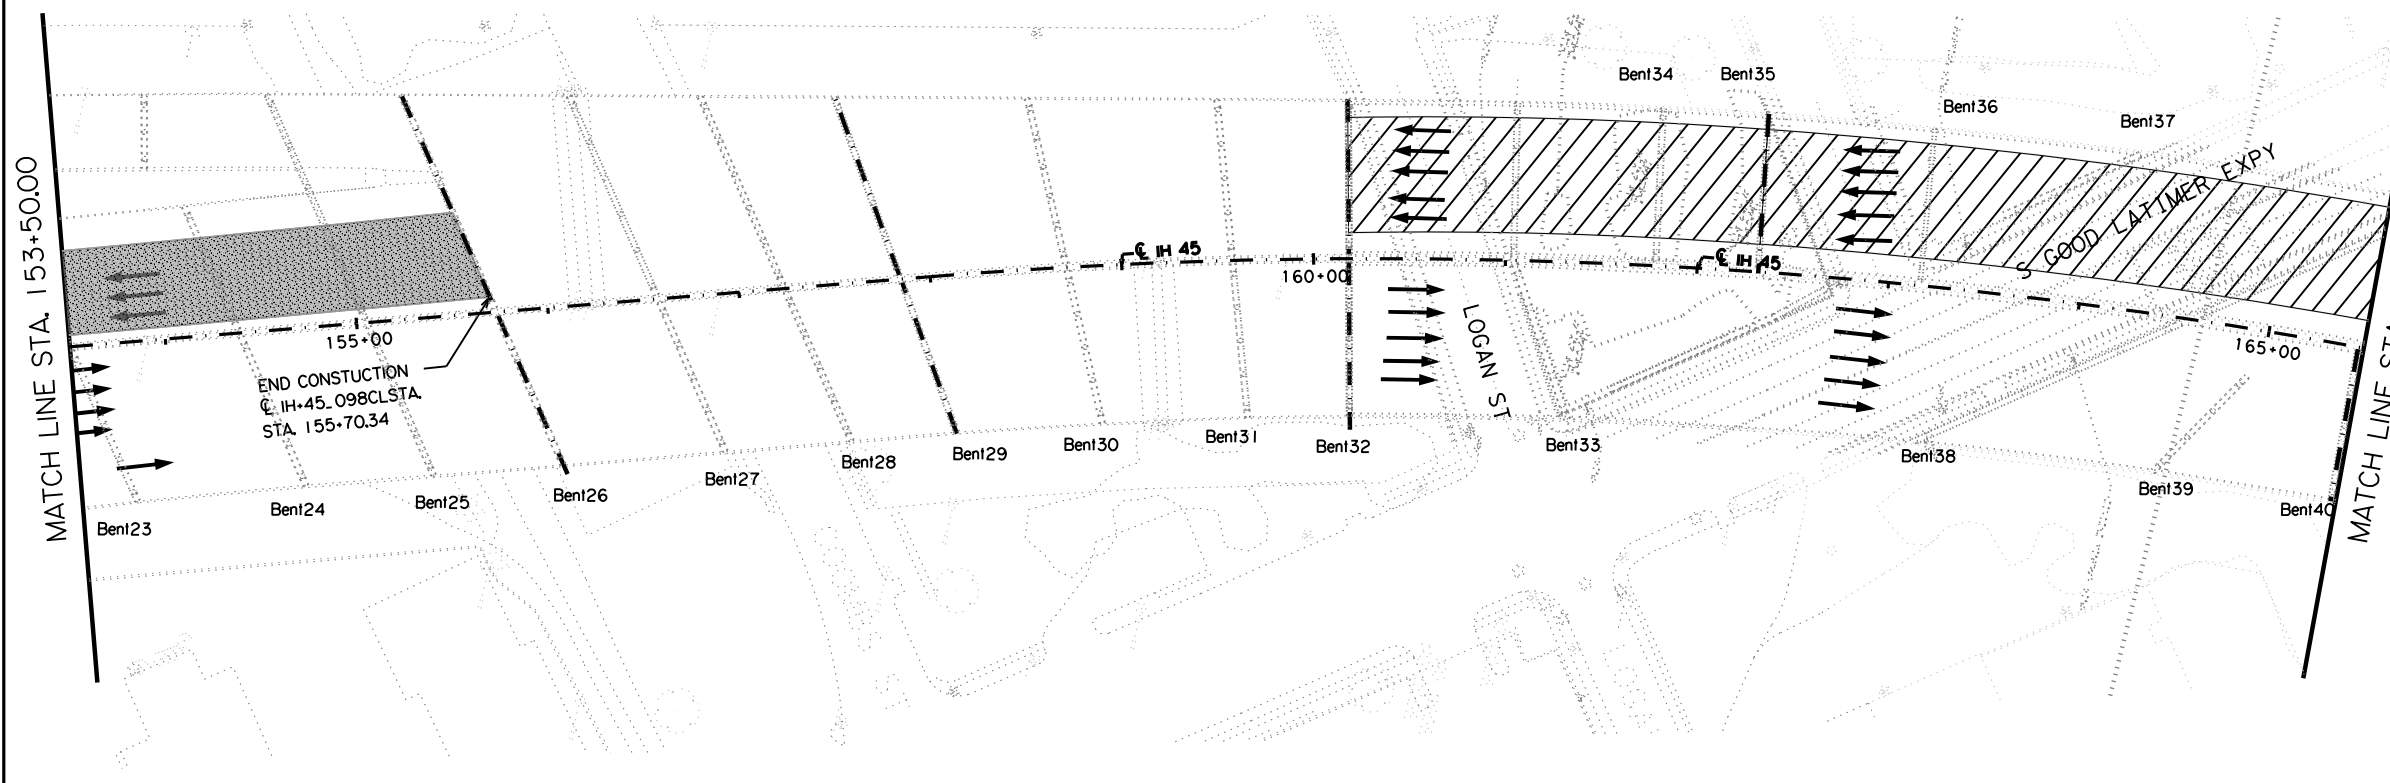 MATCH LINE STA. 153+50.00
Bent34
Bent35
Bent36
Bent37
S GOOD LATIMER EXPY
℄ IH 45
℄ IH 45
160+00
155+00
165+00
LOGAN ST
END CONSTUCTION
℄ IH+45_098CLSTA.
STA. 155+70.34
Bent23
Bent24
Bent25
Bent26
Bent27
Bent28
Bent29
Bent30
Bent31
Bent32
Bent33
Bent38
Bent39
Bent40
MATCH LINE